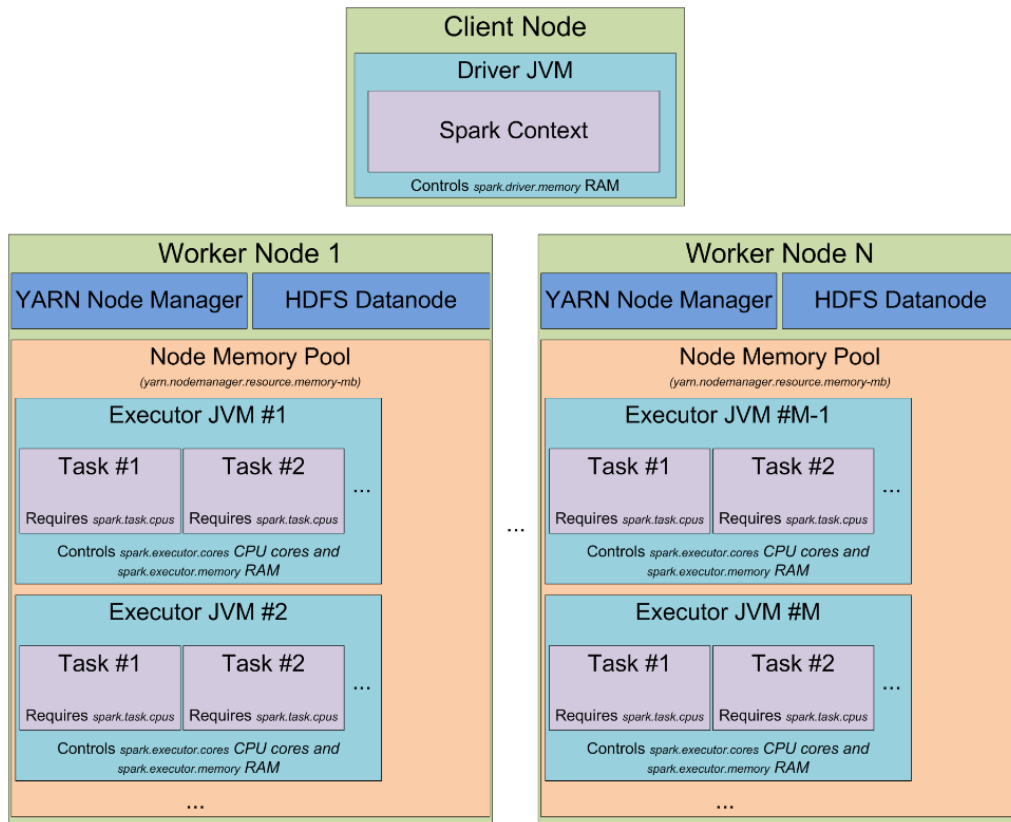 Client Node
Driver JVM
Spark Context
Controls spark.driver.memory RAM
Worker Node 1
YARN Node Manager
HDFS Datanode
Node Memory Pool
(yarn.nodemanager.resource.memory-mb)
Executor JVM #1
Task #1
Requires spark.task.cpus
Task #2
Requires spark.task.cpus
...
Controls spark.executor.cores CPU cores and
spark.executor.memory RAM
Executor JVM #2
Task #1
Requires spark.task.cpus
Task #2
Requires spark.task.cpus
...
Controls spark.executor.cores CPU cores and
spark.executor.memory RAM
...
...
Worker Node N
YARN Node Manager
HDFS Datanode
Node Memory Pool
(yarn.nodemanager.resource.memory-mb)
Executor JVM #M-1
Task #1
Requires spark.task.cpus
Task #2
Requires spark.task.cpus
...
Controls spark.executor.cores CPU cores and
spark.executor.memory RAM
Executor JVM #M
Task #1
Requires spark.task.cpus
Task #2
Requires spark.task.cpus
...
Controls spark.executor.cores CPU cores and
spark.executor.memory RAM
...